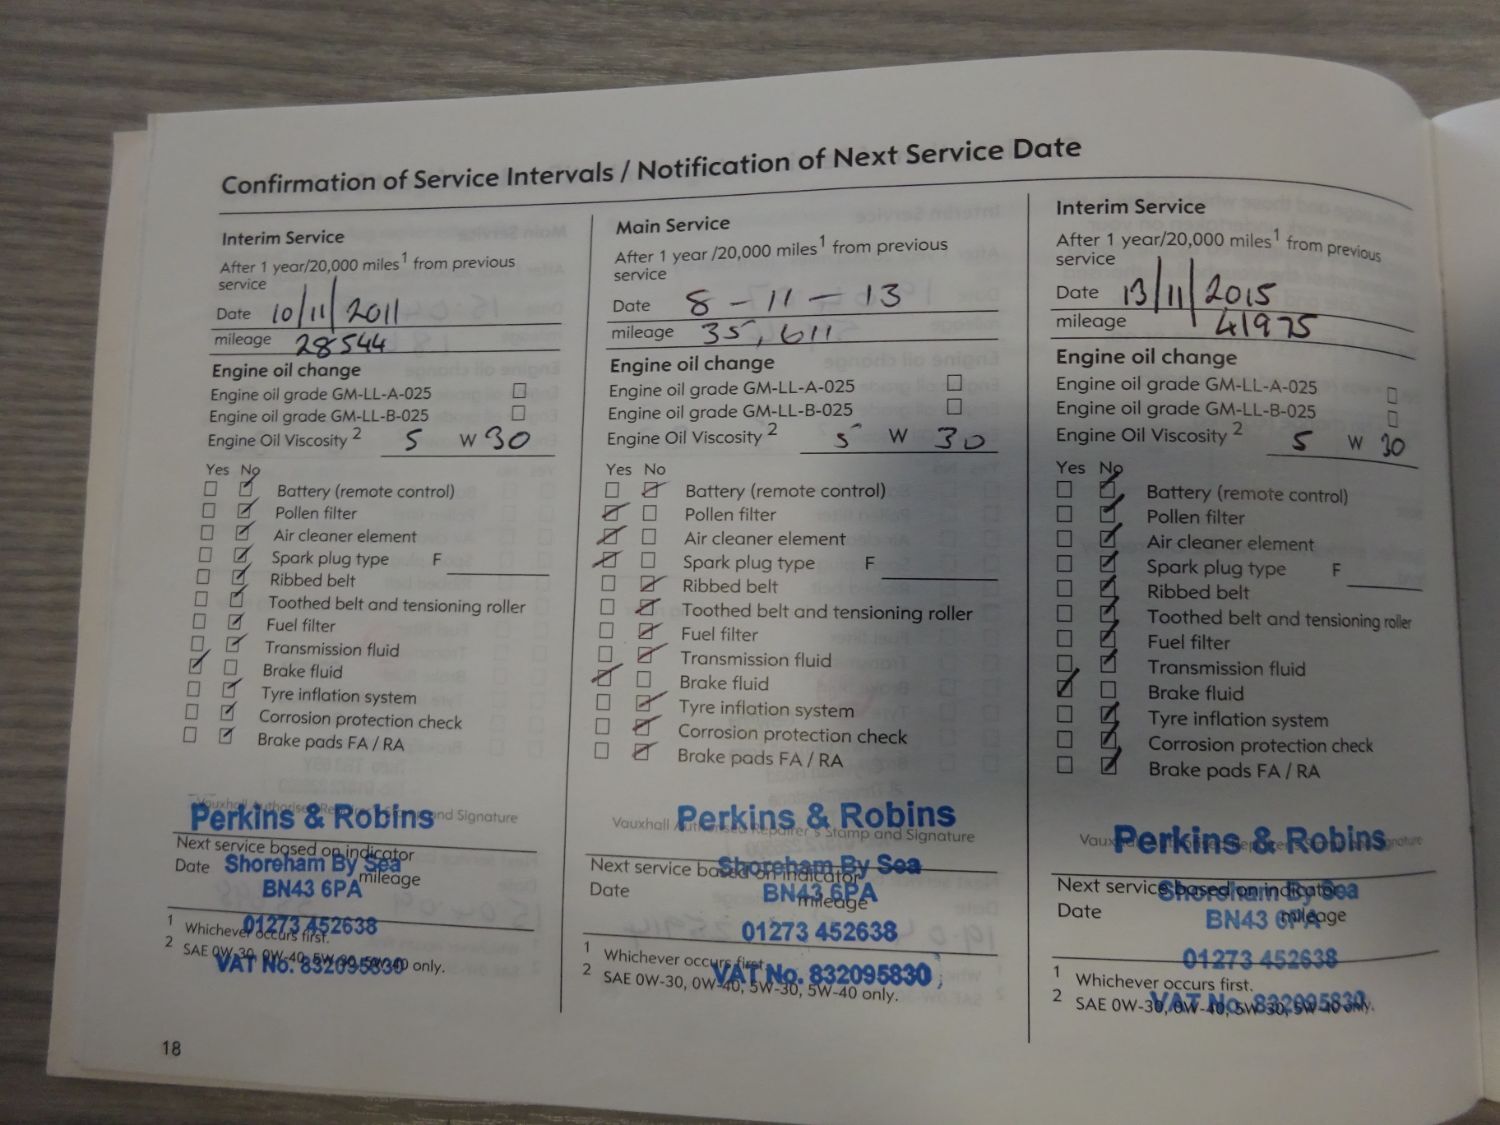 Confirmation of Service Intervals / Notification of Next Service Date
Interim Service
After 1 year/20,000 miles1 from previous
service
Date 10/11/2011
mileage 28544
Engine oil change
Engine oil grade GM-LL-A-025
Engine oil grade GM-LL-B-025
Engine Oil Viscosity 2 5 W 30
Yes No
Battery (remote control)
Pollen filter
Air cleaner element
Spark plug type F
Ribbed belt
Toothed belt and tensioning roller
Fuel filter
Transmission fluid
Brake fluid
Tyre inflation system
Corrosion protection check
Brake pads FA / RA
Vauxhall Authorised Repairer's Stamp and Signature
Perkins & Robins
Next service based on indicator
Date mileage
Shoreham By Sea
BN43 6PA
01273 452638
VAT No. 832095830
1 Whichever occurs first.
2 SAE 0W-30, 0W-40, 5W-30, 5W-40 only.
Main Service
After 1 year /20,000 miles1 from previous
service
Date 8-11-13
mileage 35,611
Engine oil change
Engine oil grade GM-LL-A-025
Engine oil grade GM-LL-B-025
Engine Oil Viscosity 2 5 W 30
Yes No
Battery (remote control)
Pollen filter
Air cleaner element
Spark plug type F
Ribbed belt
Toothed belt and tensioning roller
Fuel filter
Transmission fluid
Brake fluid
Tyre inflation system
Corrosion protection check
Brake pads FA / RA
Vauxhall Authorised Repairer's Stamp and Signature
Perkins & Robins
Next service based on indicator
Date mileage
Shoreham By Sea
BN43 6PA
01273 452638
VAT No. 832095830
1 Whichever occurs first.
2 SAE 0W-30, 0W-40, 5W-30, 5W-40 only.
Interim Service
After 1 year/20,000 miles1 from previous
service
Date 13/11/2015
mileage 41975
Engine oil change
Engine oil grade GM-LL-A-025
Engine oil grade GM-LL-B-025
Engine Oil Viscosity 2 5 W 30
Yes No
Battery (remote control)
Pollen filter
Air cleaner element
Spark plug type F
Ribbed belt
Toothed belt and tensioning roller
Fuel filter
Transmission fluid
Brake fluid
Tyre inflation system
Corrosion protection check
Brake pads FA / RA
Perkins & Robins
Next service based on indicator
Date mileage
Shoreham By Sea
BN43 6PA
01273 452638
VAT No. 832095830
1 Whichever occurs first.
2 SAE 0W-30, 0W-40, 5W-30, 5W-40 only.
18